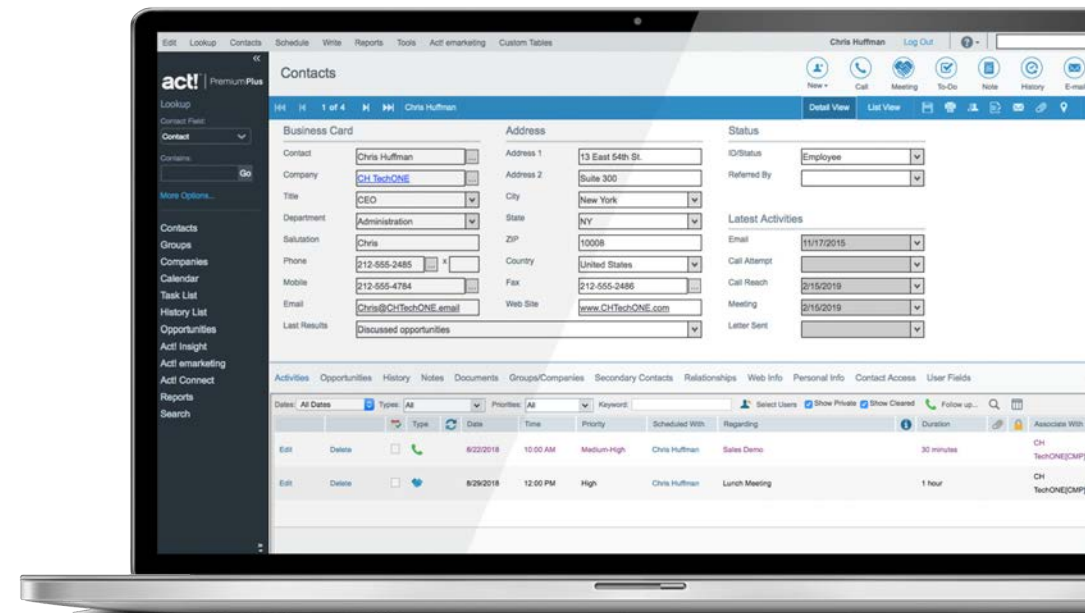 Edit Lookup Contacts Schedule Write Reports Tools Act! emarketing Custom Tables Chris Huffman Log Out
act! PremiumPlus
Contacts
New Call Meeting To-Do Note History E-mail
1 of 4 Chris Huffman Detail View List View
Lookup
Contact Field:
Contact
Contains:
Go
More Options...
Contacts
Groups
Companies
Calendar
Task List
History List
Opportunities
Act! Insight
Act! emarketing
Act! Connect
Reports
Search
Business Card
Contact Chris Huffman
Company CH TechONE
Title CEO
Department Administration
Salutation Chris
Phone 212-555-2485 x
Mobile 212-555-4784
Email Chris@CHTechONE.email
Last Results Discussed opportunities
Address
Address 1 13 East 54th St.
Address 2 Suite 300
City New York
State NY
ZIP 10008
Country United States
Fax 212-555-2486
Web Site www.CHTechONE.com
Status
ID/Status Employee
Referred By
Latest Activities
Email 11/17/2015
Call Attempt
Call Reach 2/15/2019
Meeting 2/15/2019
Letter Sent
Activities Opportunities History Notes Documents Groups/Companies Secondary Contacts Relationships Web Info Personal Info Contact Access User Fields
Dates: All Dates Types: All Priorities: All Keyword: Select Users Show Private Show Cleared Follow up...
Type Date Time Priority Scheduled With Regarding Duration Associate With
Edit Delete 8/22/2018 10:00 AM Medium-High Chris Huffman Sales Demo 30 minutes CH
TechONE[CMP]
Edit Delete 8/29/2018 12:00 PM High Chris Huffman Lunch Meeting 1 hour CH
TechONE[CMP]